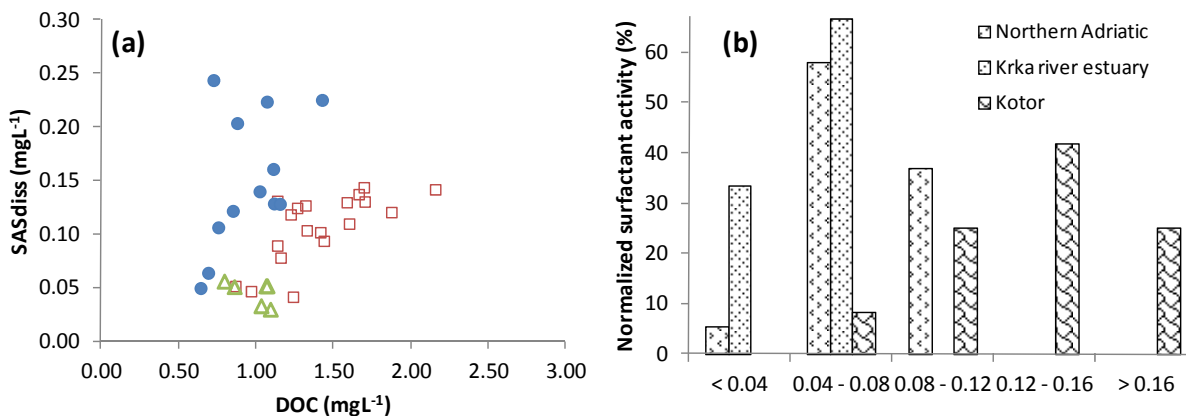 (a)
SASdiss (mgL-1)
0.30
0.25
0.20
0.15
0.10
0.05
0.00
0.00 0.50 1.00 1.50 2.00 2.50 3.00
DOC (mgL-1)
(b)
Normalized surfactant activity (%)
60
50
40
30
20
10
0
Northern Adriatic
Krka river estuary
Kotor
< 0.04 0.04 - 0.08 0.08 - 0.12 0.12 - 0.16 > 0.16